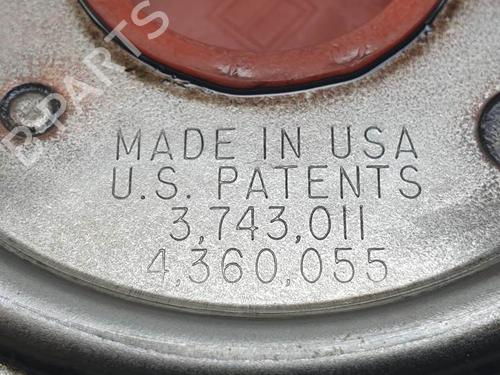 B-PARTS
MADE IN USA
U.S. PATENTS
3,743,011
4,360,055